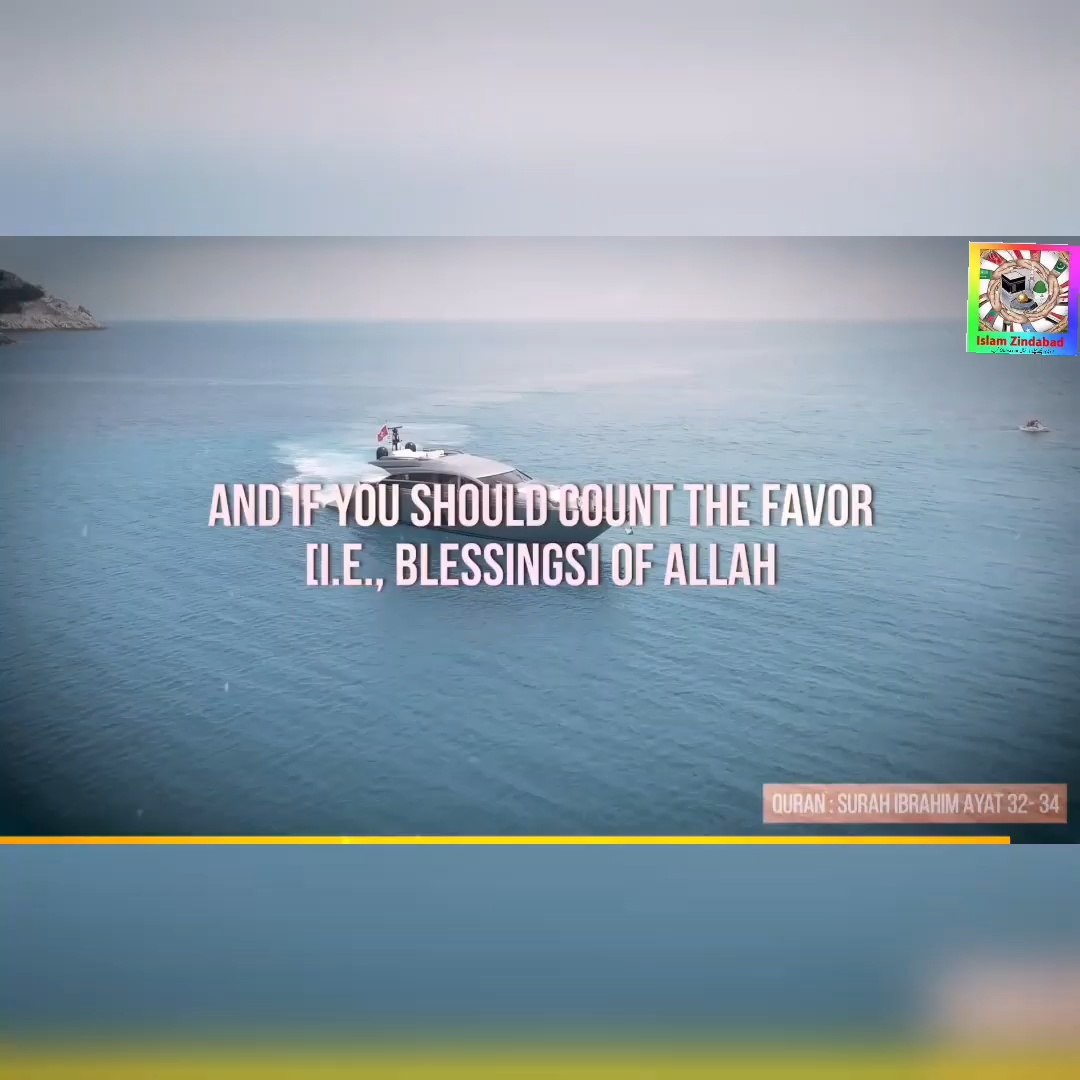 Islam Zindabad
AND IF YOU SHOULD COUNT THE FAVOR
[I.E., BLESSINGS] OF ALLAH
QURAN : SURAH IBRAHIM AYAT 32- 34